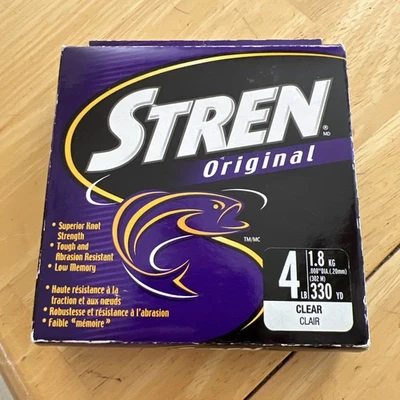 STREN®
MD
Original
TM/MC
• Superior Knot
Strength
• Tough and
Abrasion Resistant
• Low Memory
• Haute résistance à la
traction et aux nœuds
• Robustesse et résistance à l'abrasion
• Faible "mémoire"
4 LB
1.8 KG
.008"DIA.(.20mm)
(302 M)
330 YD
CLEAR
CLAIR